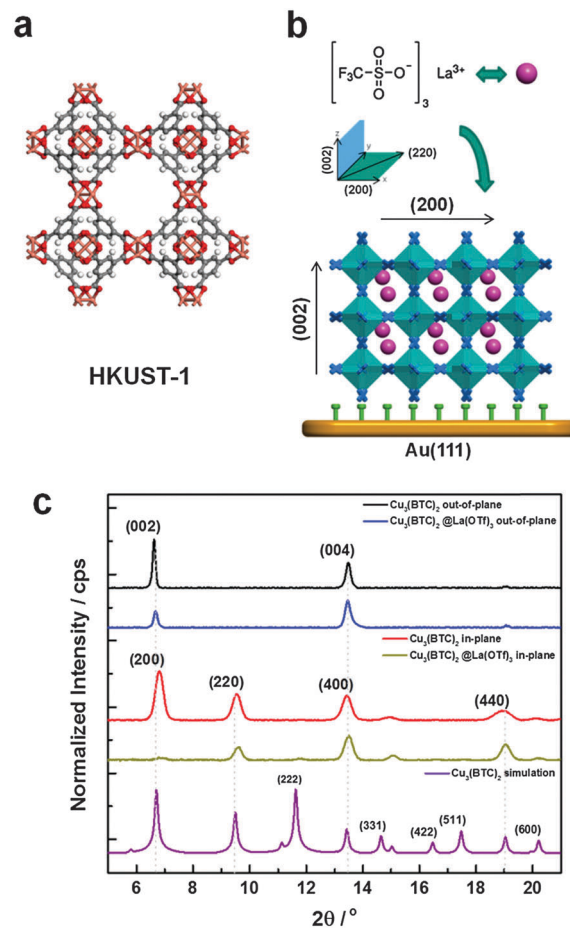 a
b
F₃C S O⁻
O
O
3
La³⁺
(002)
z
y
x
(220)
(200)
(200)
(002)
HKUST-1
Au(111)
c
Cu₃(BTC)₂ out-of-plane
Cu₃(BTC)₂ @La(OTf)₃ out-of-plane
(002)
(004)
Cu₃(BTC)₂ in-plane
Cu₃(BTC)₂ @La(OTf)₃ in-plane
(200)
(220)
(400)
(440)
Cu₃(BTC)₂ simulation
(222)
(331)
(422)
(511)
(600)
Normalized Intensity / cps
6 8 10 12 14 16 18 20
2θ / °